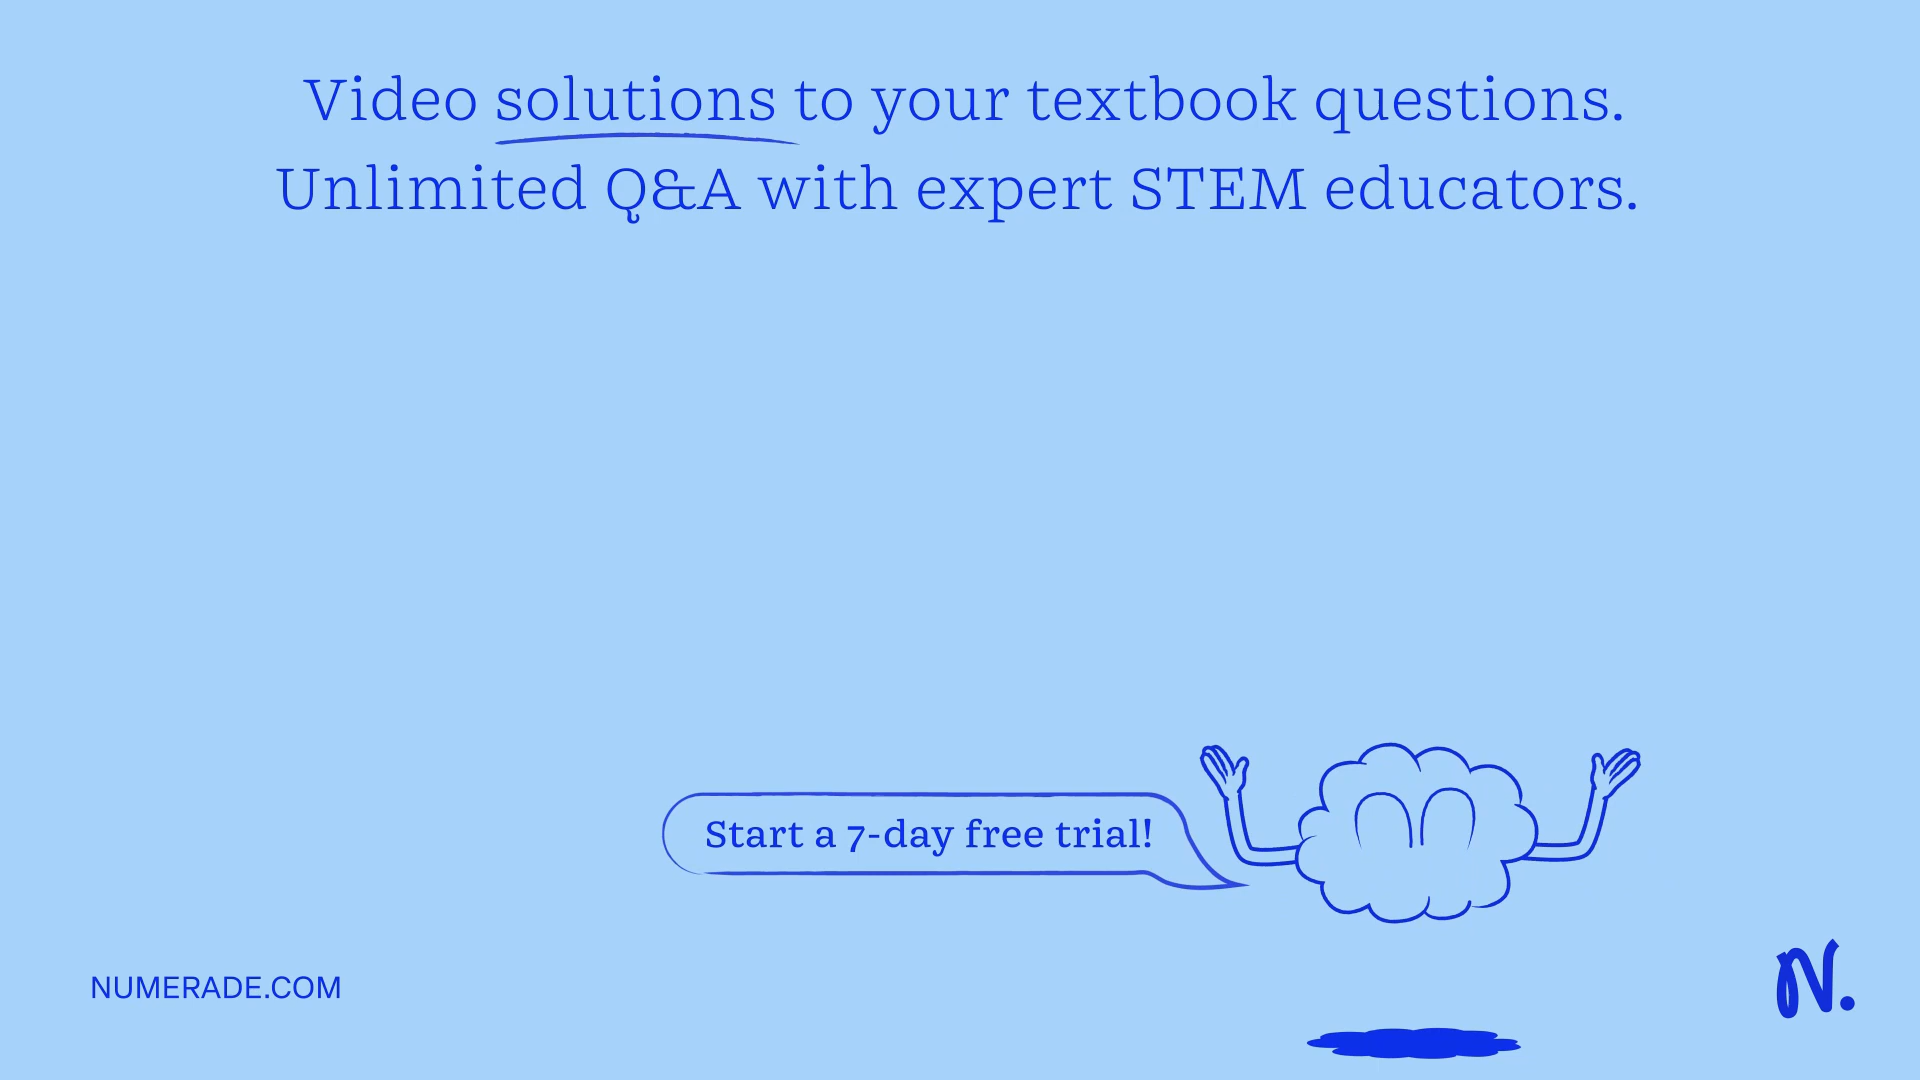 Video solutions to your textbook questions.
Unlimited Q&A with expert STEM educators.
Start a 7-day free trial!
NUMERADE.COM
N.